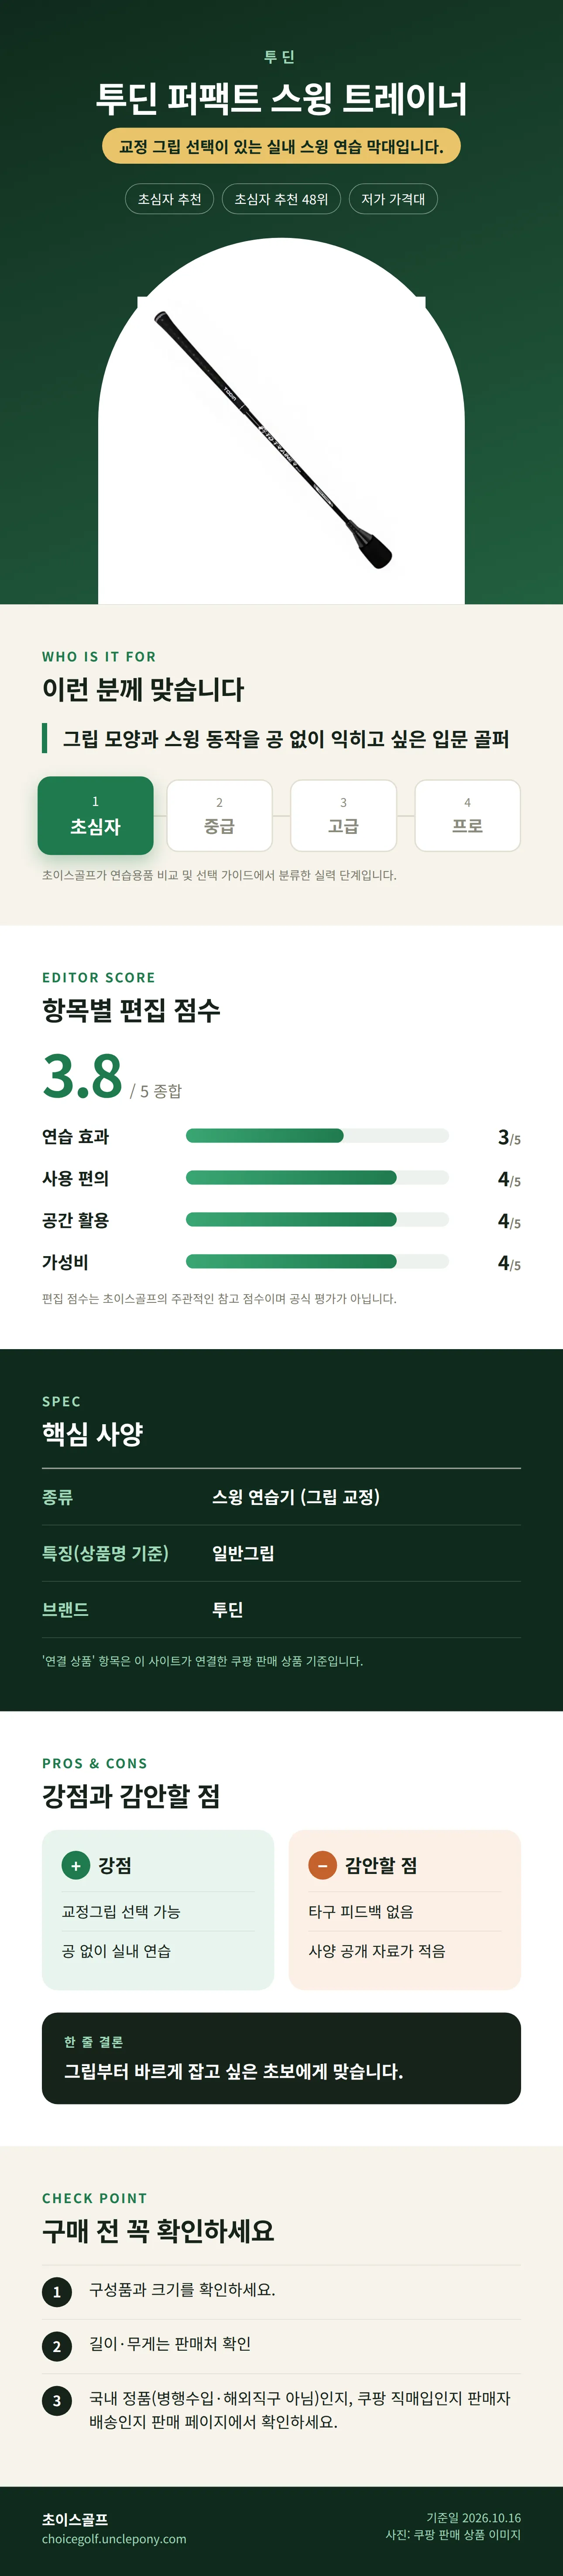 투딘
투딘 퍼팩트 스윙 트레이너
교정 그립 선택이 있는 실내 스윙 연습 막대입니다.
초심자 추천
초심자 추천 48위
저가 가격대
WHO IS IT FOR
이런 분께 맞습니다
그립 모양과 스윙 동작을 공 없이 익히고 싶은 입문 골퍼
1
초심자
2
중급
3
고급
4
프로
초이스골프가 연습용품 비교 및 선택 가이드에서 분류한 실력 단계입니다.
EDITOR SCORE
항목별 편집 점수
3.8 / 5 종합
연습 효과 3/5
사용 편의 4/5
공간 활용 4/5
가성비 4/5
편집 점수는 초이스골프의 주관적인 참고 점수이며 공식 평가가 아닙니다.
SPEC
핵심 사양
종류 스윙 연습기 (그립 교정)
특징(상품명 기준) 일반그립
브랜드 투딘
'연결 상품' 항목은 이 사이트가 연결한 쿠팡 판매 상품 기준입니다.
PROS & CONS
강점과 감안할 점
+ 강점
교정그립 선택 가능
공 없이 실내 연습
− 감안할 점
타구 피드백 없음
사양 공개 자료가 적음
한 줄 결론
그립부터 바르게 잡고 싶은 초보에게 맞습니다.
CHECK POINT
구매 전 꼭 확인하세요
1 구성품과 크기를 확인하세요.
2 길이·무게는 판매처 확인
3 국내 정품(병행수입·해외직구 아님)인지, 쿠팡 직매입인지 판매자
배송인지 판매 페이지에서 확인하세요.
초이스골프
choicegolf.unclepony.com
기준일 2026.10.16
사진: 쿠팡 판매 상품 이미지